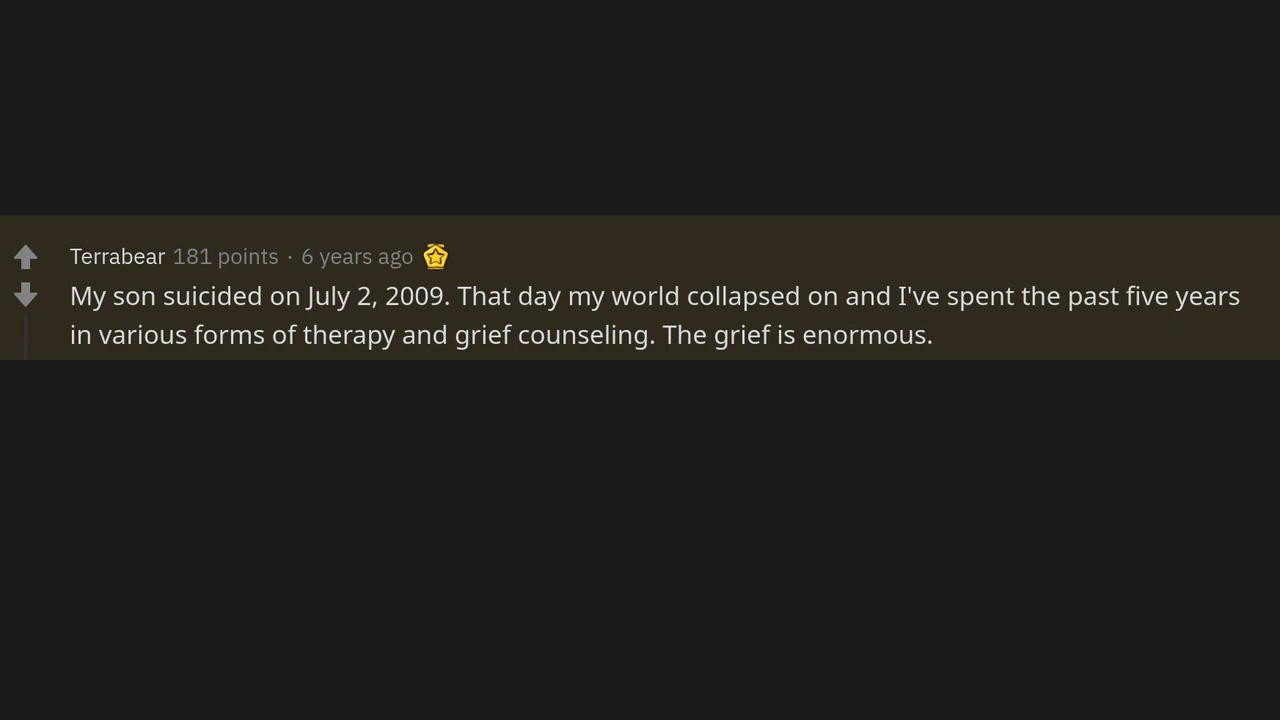 Terrabear 181 points · 6 years ago
My son suicided on July 2, 2009. That day my world collapsed on and I've spent the past five years
in various forms of therapy and grief counseling. The grief is enormous.